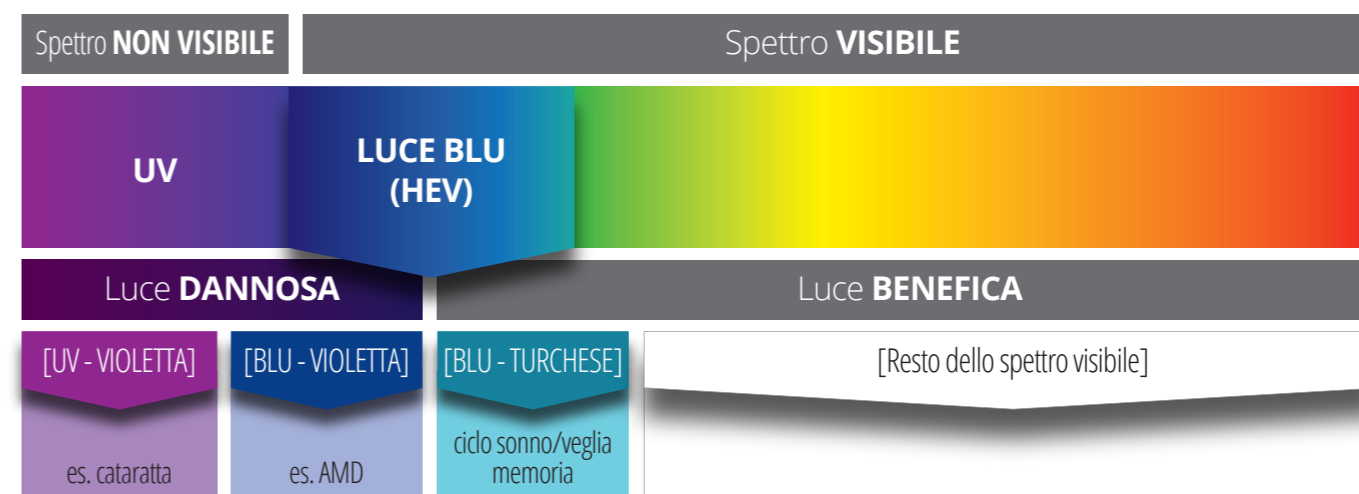 Spettro NON VISIBILE
Spettro VISIBILE
UV
LUCE BLU
(HEV)
Luce DANNOSA
Luce BENEFICA
[UV - VIOLETTA]
[BLU - VIOLETTA]
[BLU - TURCHESE]
[Resto dello spettro visibile]
es. cataratta
es. AMD
ciclo sonno/veglia
memoria